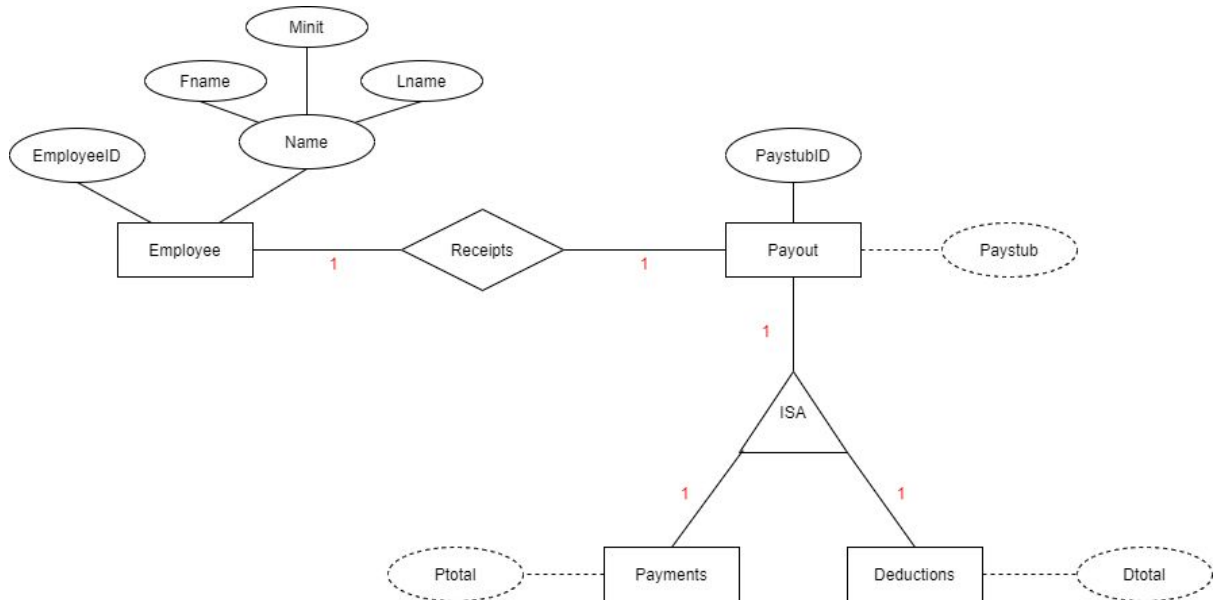 Minit
Fname
Lname
Name
EmployeeID
PaystubID
Employee
1
Receipts
1
Payout
Paystub
1
ISA
1
1
Ptotal
Payments
Deductions
Dtotal